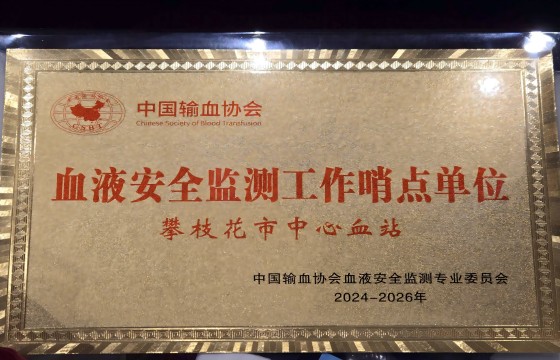 中国输血协会
Chinese Society of Blood Transfusion
CSBT
血液安全监测工作哨点单位
攀枝花市中心血站
中国输血协会血液安全监测专业委员会
2024-2026年